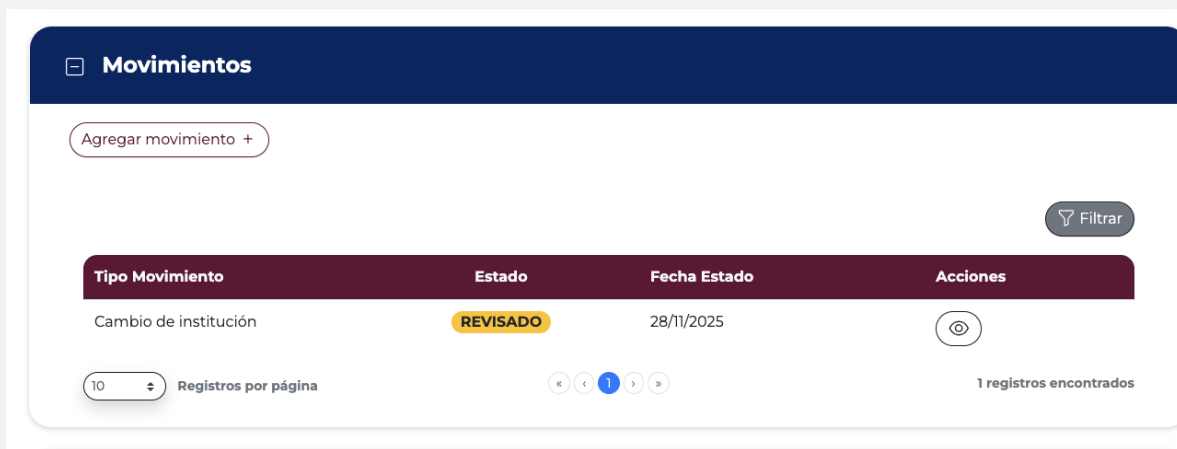 Movimientos
Agregar movimiento +
Filtrar
Tipo Movimiento Estado Fecha Estado Acciones
Cambio de institución REVISADO 28/11/2025
10 Registros por página « ‹ 1 › » 1 registros encontrados